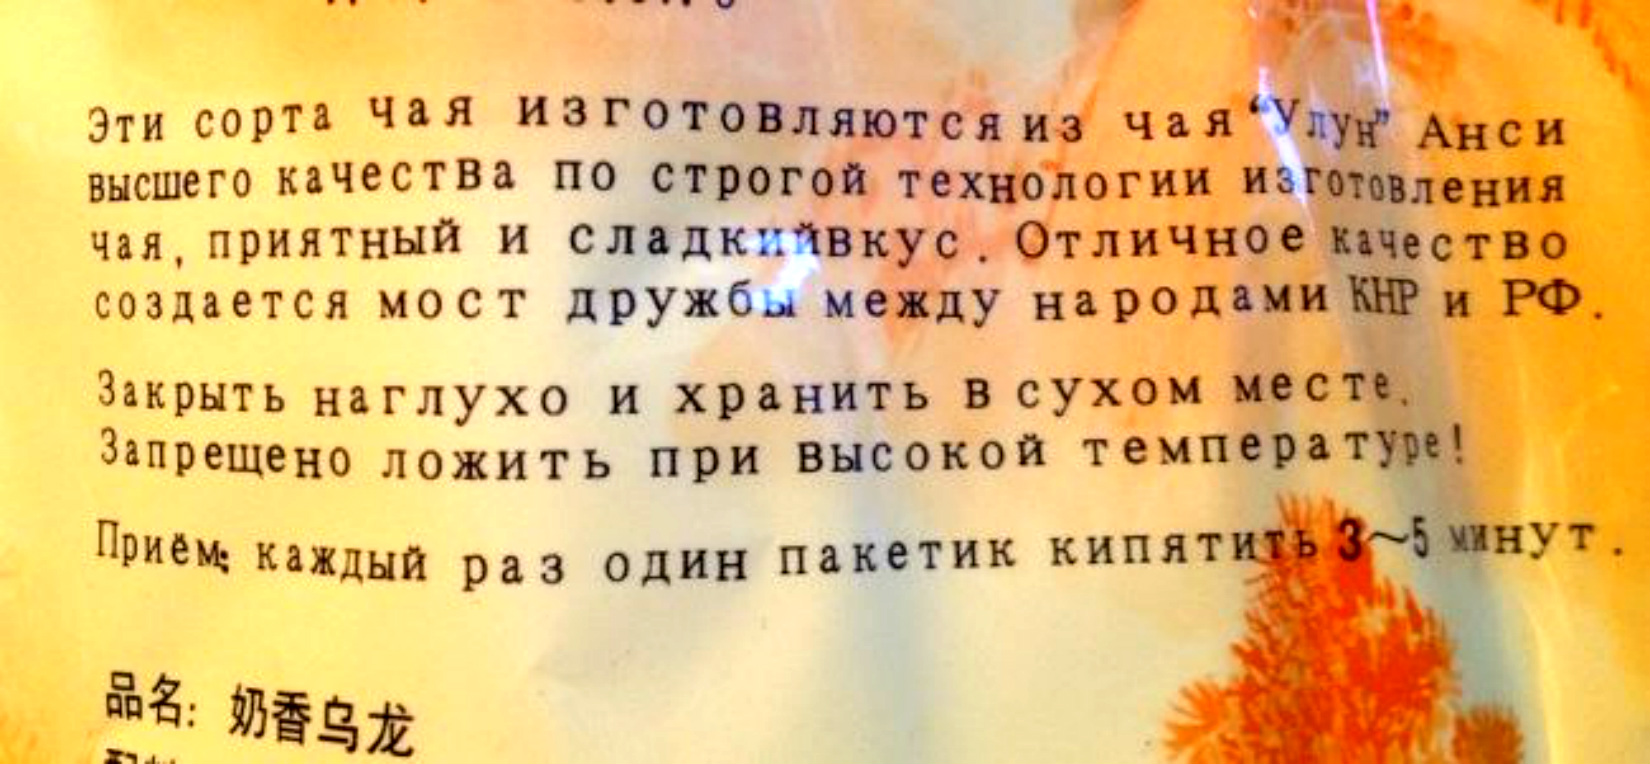 Эти сорта чая изготовляются из чая “Улун” Анси
высшего качества по строгой технологии изготовления
чая, приятный и сладкийвкус. Отличное качество
создается мост дружбы между народами КНР и РФ.
Закрыть наглухо и хранить в сухом месте.
Запрещено ложить при высокой температуре!
Приём: каждый раз один пакетик кипятить 3~5 минут.
品名: 奶香乌龙